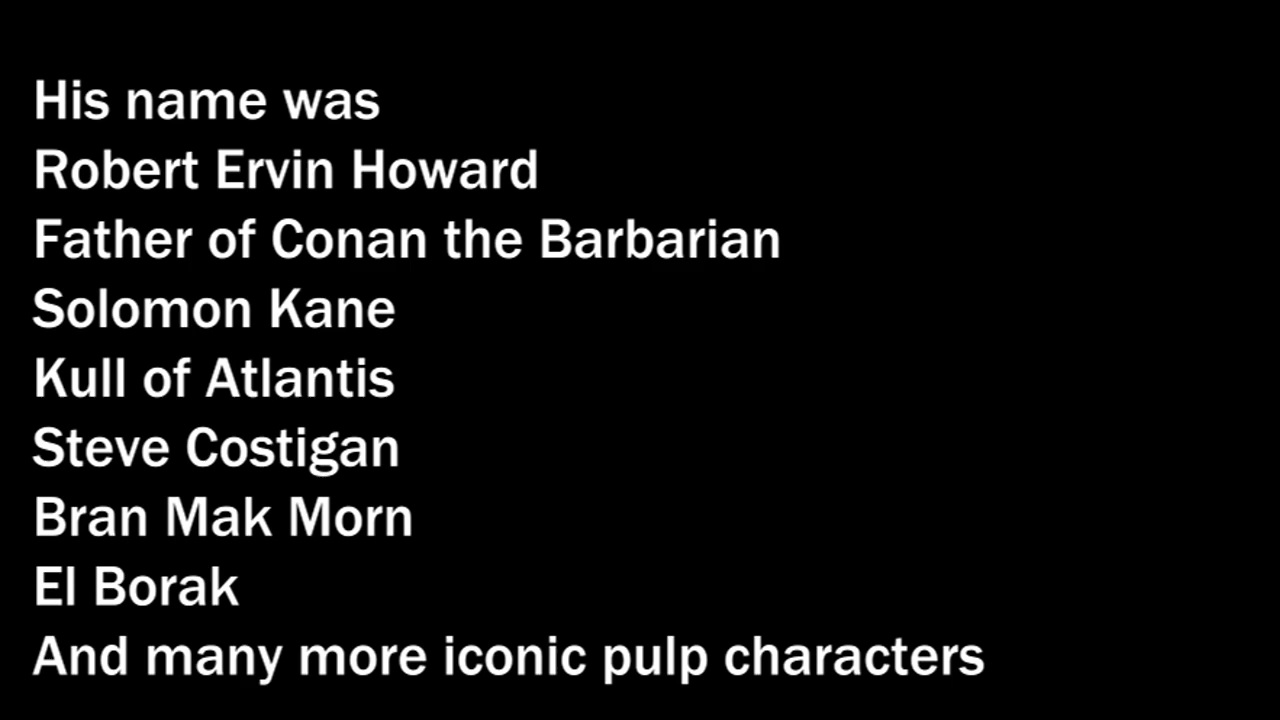 His name was
Robert Ervin Howard
Father of Conan the Barbarian
Solomon Kane
Kull of Atlantis
Steve Costigan
Bran Mak Morn
El Borak
And many more iconic pulp characters